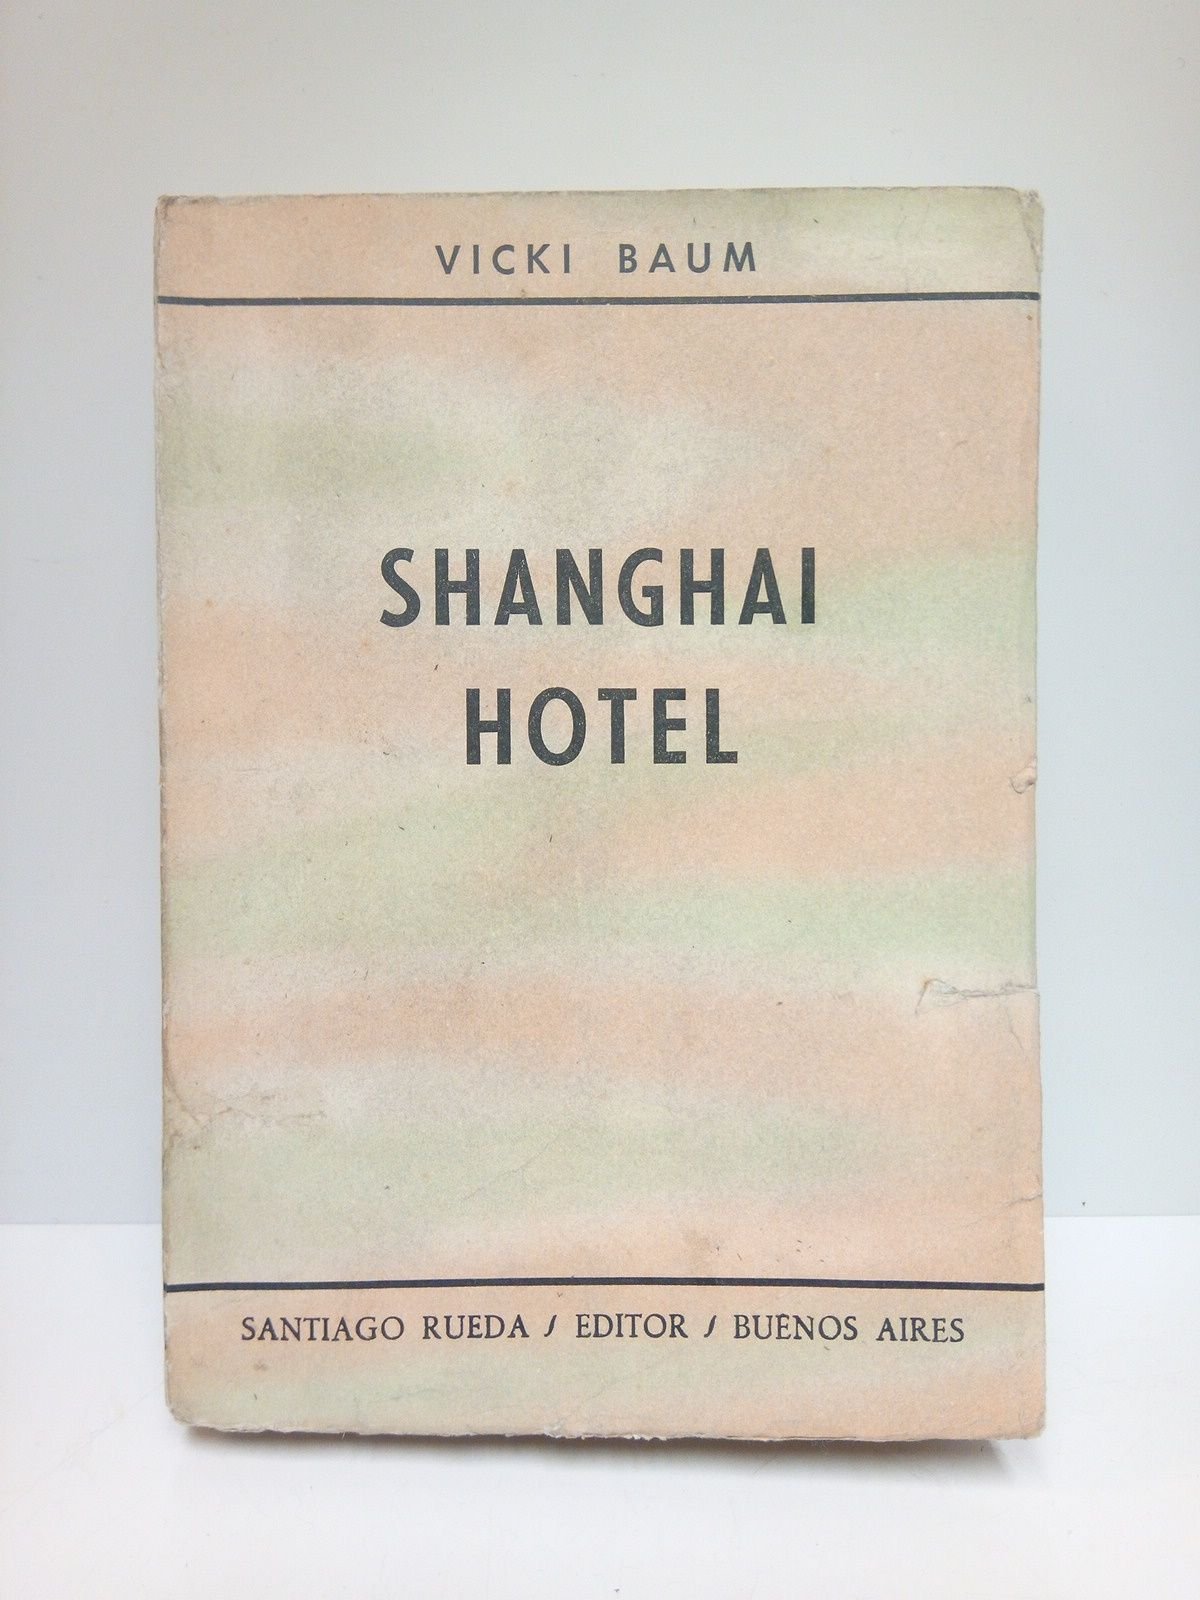 VICKI BAUM
SHANGHAI
HOTEL
SANTIAGO RUEDA / EDITOR / BUENOS AIRES